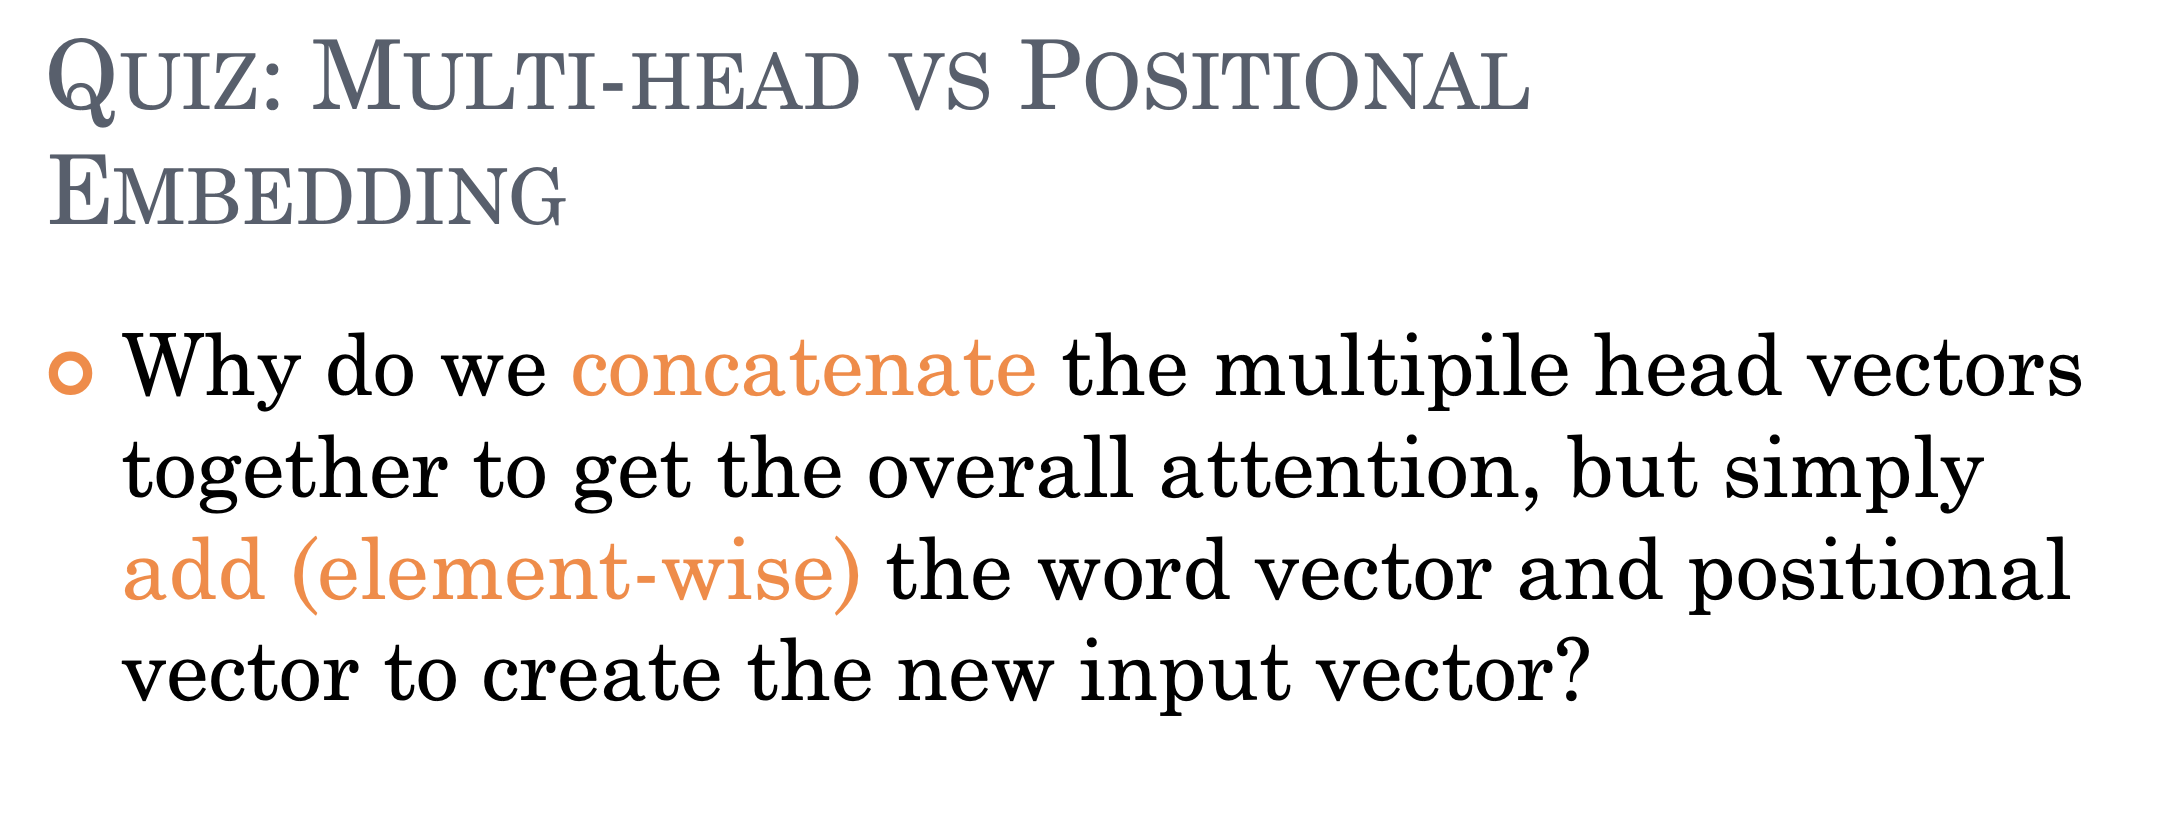 QUIZ: MULTI-HEAD VS POSITIONAL
EMBEDDING
Why do we concatenate the multipile head vectors
together to get the overall attention, but simply
add (element-wise) the word vector and positional
vector to create the new input vector?